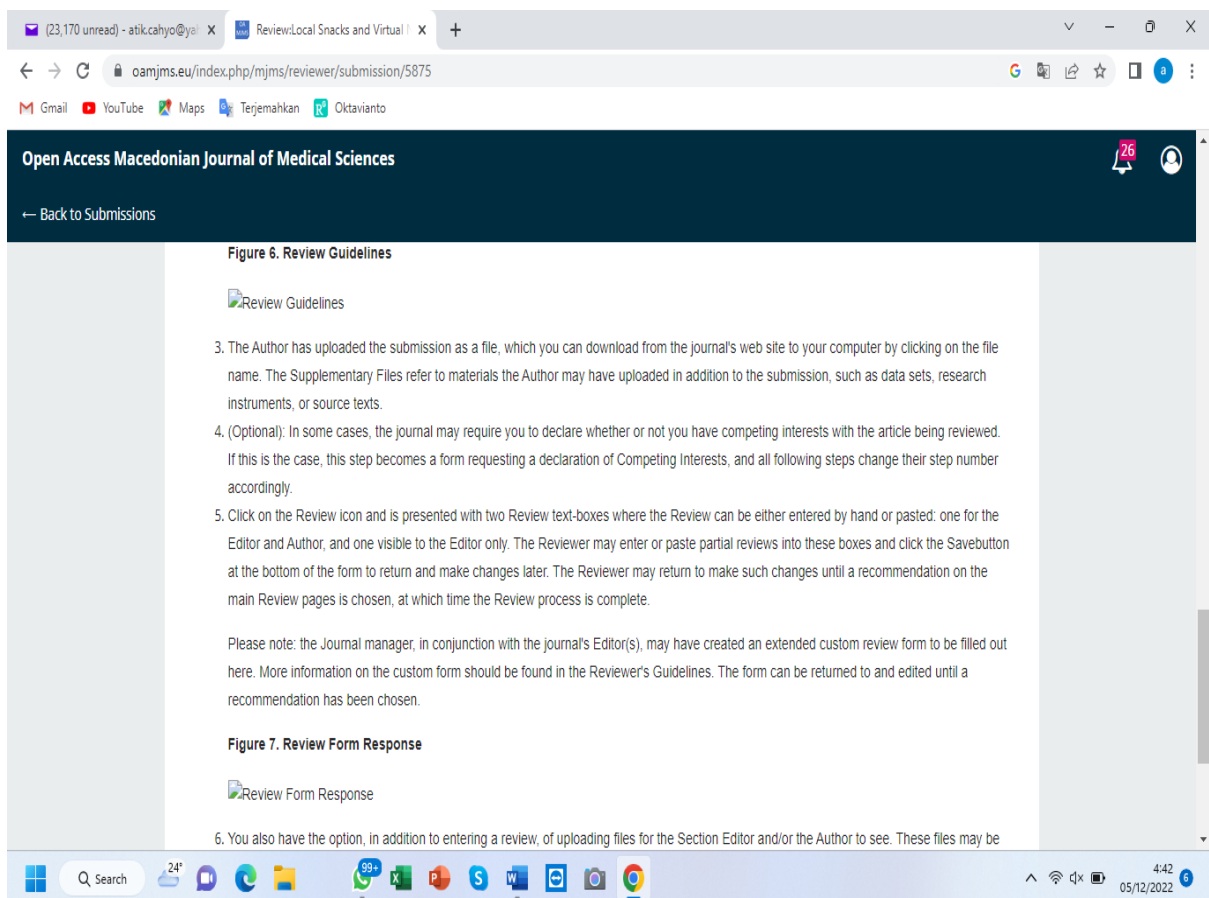 (23,170 unread) - atik.cahyo@yah
Review:Local Snacks and Virtual
oamjms.eu/index.php/mjms/reviewer/submission/5875
a
Gmail YouTube Maps Terjemahkan Oktavianto
Open Access Macedonian Journal of Medical Sciences
26
← Back to Submissions
Figure 6. Review Guidelines
Review Guidelines
3. The Author has uploaded the submission as a file, which you can download from the journal's web site to your computer by clicking on the file
name. The Supplementary Files refer to materials the Author may have uploaded in addition to the submission, such as data sets, research
instruments, or source texts.
4. (Optional): In some cases, the journal may require you to declare whether or not you have competing interests with the article being reviewed.
If this is the case, this step becomes a form requesting a declaration of Competing Interests, and all following steps change their step number
accordingly.
5. Click on the Review icon and is presented with two Review text-boxes where the Review can be either entered by hand or pasted: one for the
Editor and Author, and one visible to the Editor only. The Reviewer may enter or paste partial reviews into these boxes and click the Savebutton
at the bottom of the form to return and make changes later. The Reviewer may return to make such changes until a recommendation on the
main Review pages is chosen, at which time the Review process is complete.
Please note: the Journal manager, in conjunction with the journal's Editor(s), may have created an extended custom review form to be filled out
here. More information on the custom form should be found in the Reviewer's Guidelines. The form can be returned to and edited until a
recommendation has been chosen.
Figure 7. Review Form Response
Review Form Response
6. You also have the option, in addition to entering a review, of uploading files for the Section Editor and/or the Author to see. These files may be
Search
24°
99+
4:42
05/12/2022
6